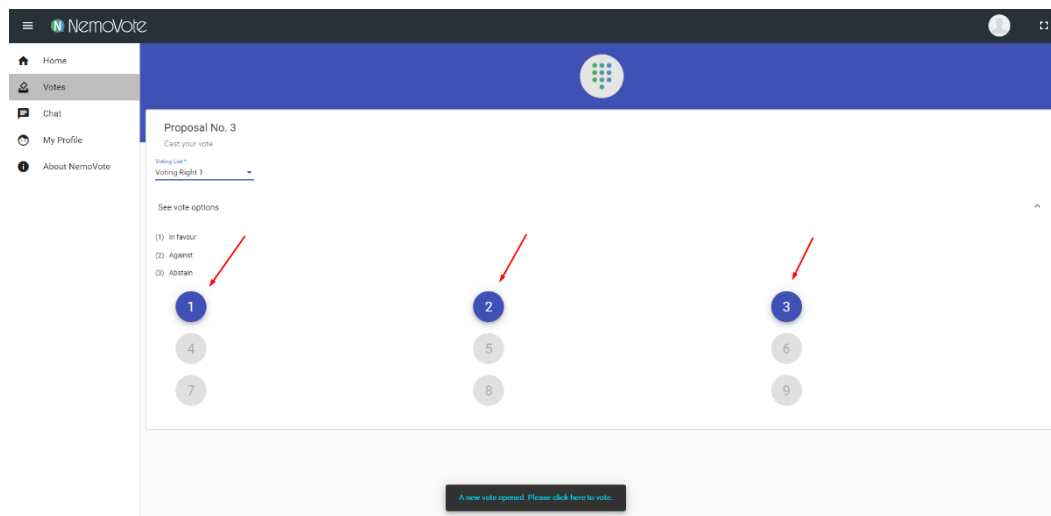 NemoVote
Home
Votes
Chat
My Profile
About NemoVote
Proposal No. 3
Cast your vote
Voting List *
Voting Right 1
See vote options
(1) In favour
(2) Against
(3) Abstain
1 2 3
4 5 6
7 8 9
A new vote opened. Please click here to vote.